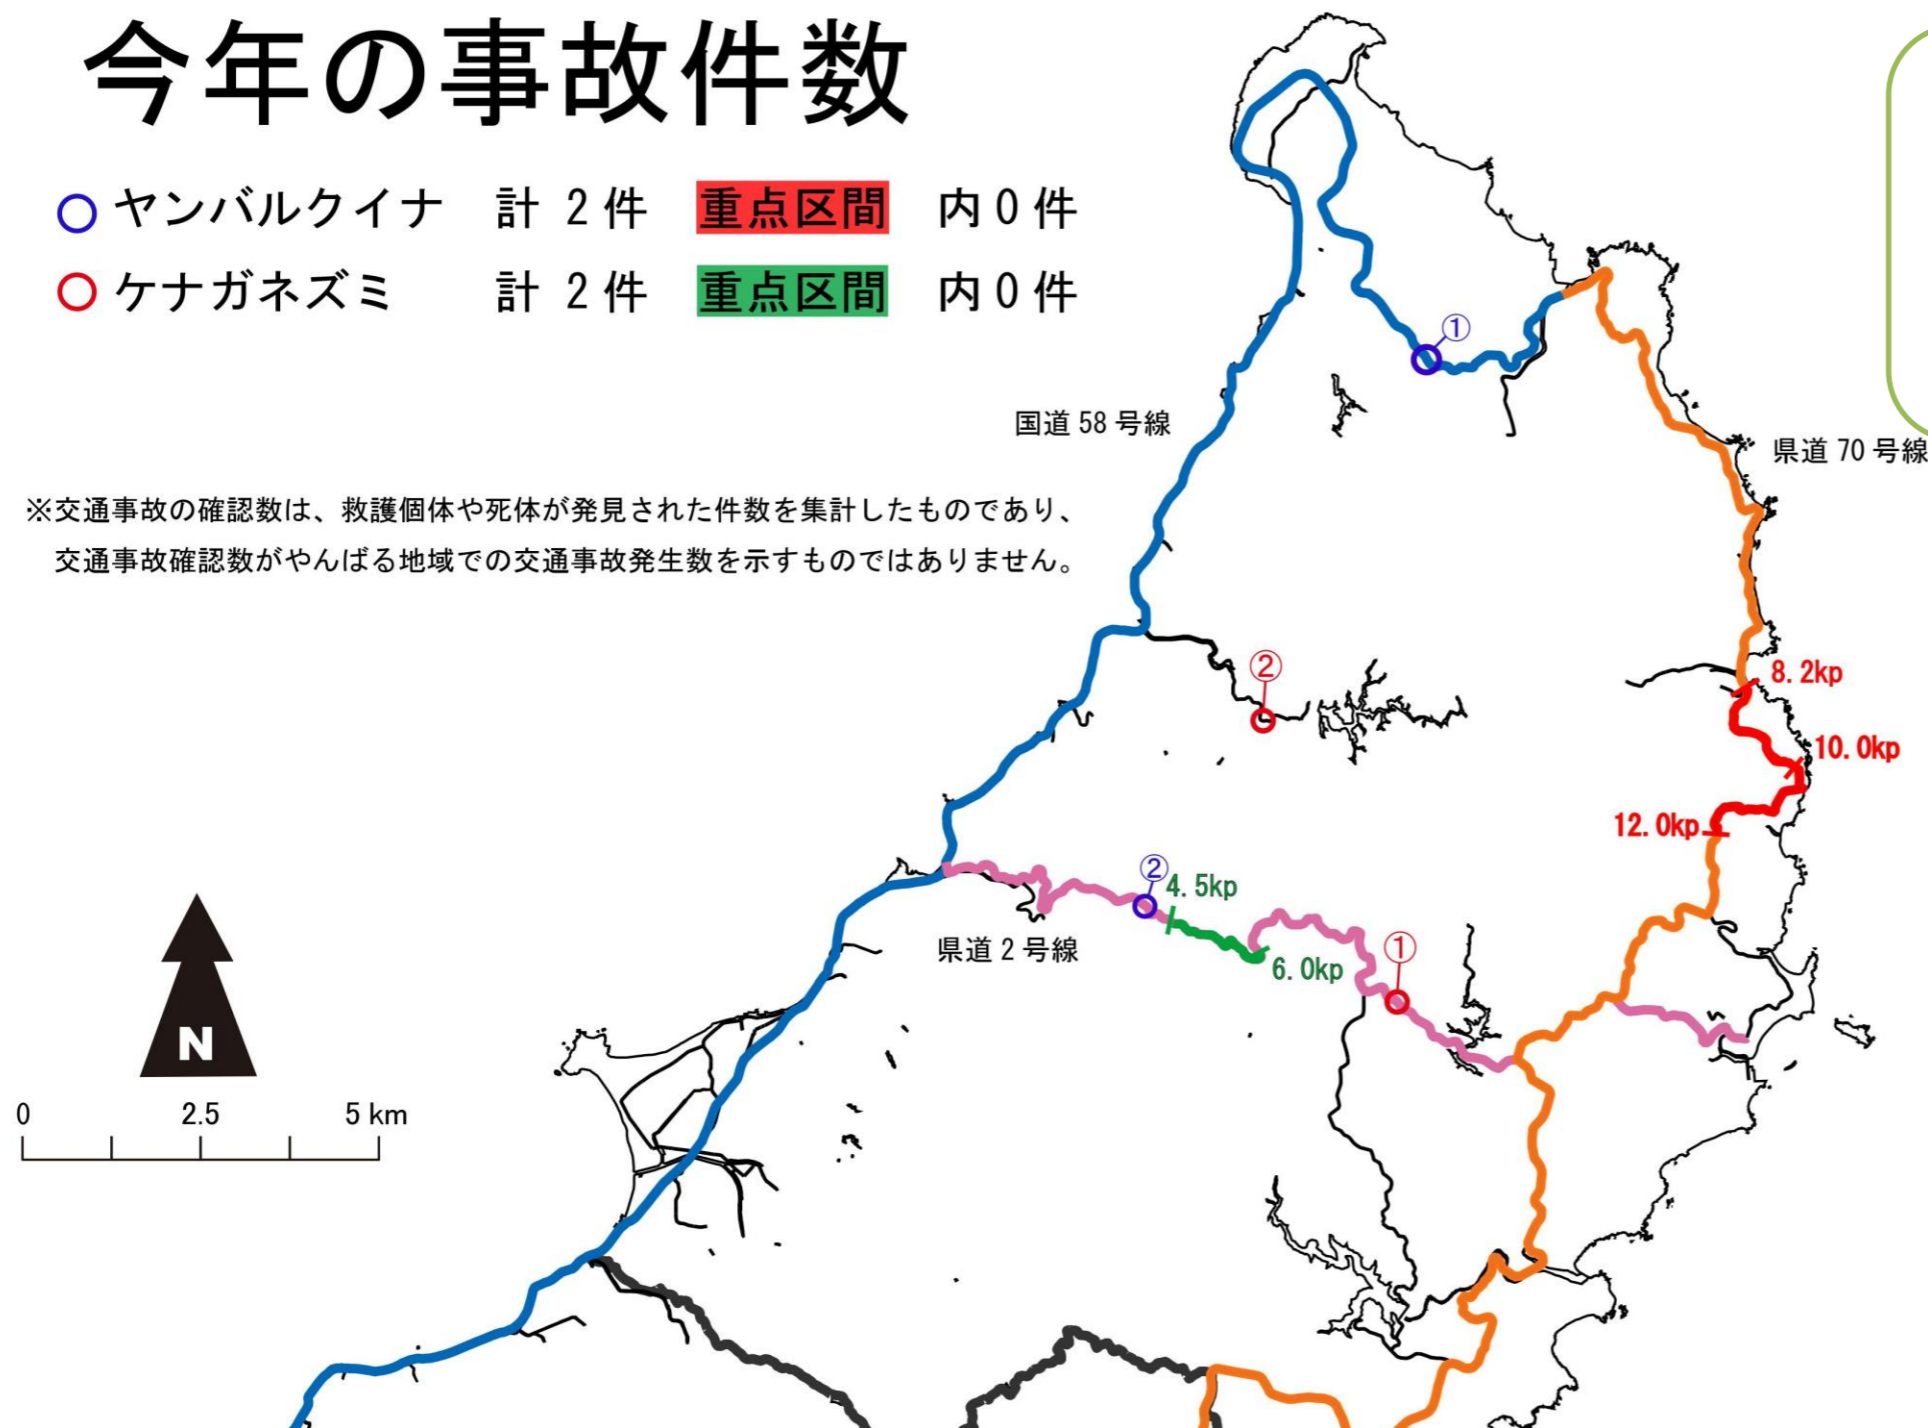 今年の事故件数
○ ヤンバルクイナ 計 2 件 重点区間 内 0 件
○ ケナガネズミ 計 2 件 重点区間 内 0 件
①
国道 58 号線
県道 70 号線
※交通事故の確認数は、救護個体や死体が発見された件数を集計したものであり、
交通事故確認数がやんばる地域での交通事故発生数を示すものではありません。
②
8.2kp
10.0kp
12.0kp
②
4.5kp
県道 2 号線
①
6.0kp
N
0 2.5 5 km